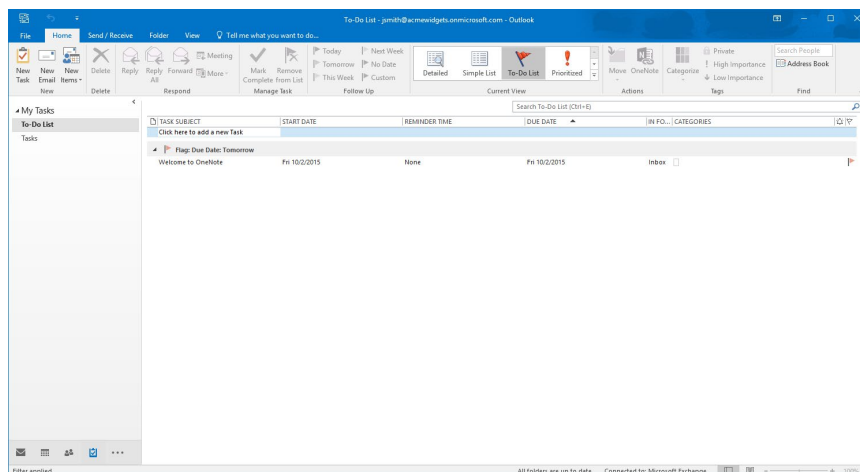 To-Do List - jsmith@acmewidgets.onmicrosoft.com - Outlook
File Home Send / Receive Folder View Tell me what you want to do...
New Task
New Email
New Items
Delete
Reply
Reply All
Forward
Meeting
More
Mark Complete
Remove from List
Today
Tomorrow
This Week
Next Week
No Date
Custom
Detailed
Simple List
To-Do List
Prioritized
Move
OneNote
Categorize
Private
High Importance
Low Importance
Search People
Address Book
New Delete Respond Manage Task Follow Up Current View Actions Tags Find
My Tasks
To-Do List
Tasks
Search To-Do List (Ctrl+E)
TASK SUBJECT START DATE REMINDER TIME DUE DATE IN FO... CATEGORIES
Click here to add a new Task
Flag: Due Date: Tomorrow
Welcome to OneNote Fri 10/2/2015 None Fri 10/2/2015 Inbox
Filter applied All folders are up to date. Connected to: Microsoft Exchange 100%